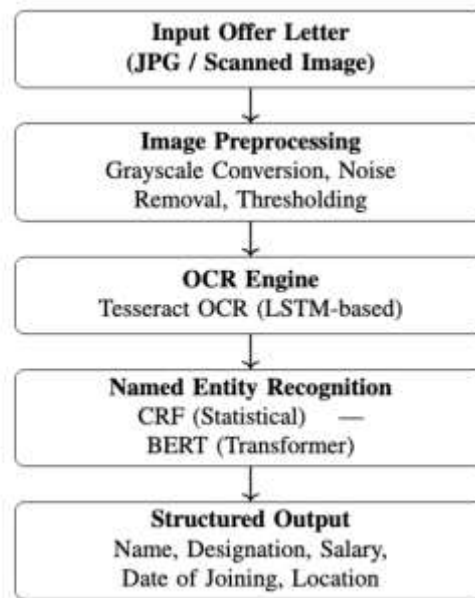 Input Offer Letter
(JPG / Scanned Image)
Image Preprocessing
Grayscale Conversion, Noise
Removal, Thresholding
OCR Engine
Tesseract OCR (LSTM-based)
Named Entity Recognition
CRF (Statistical) —
BERT (Transformer)
Structured Output
Name, Designation, Salary,
Date of Joining, Location